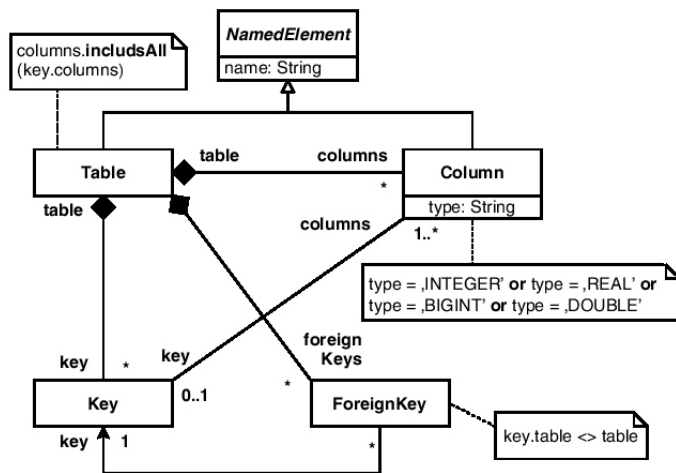 columns.includsAll
(key.columns)
NamedElement
name: String
Table
table
columns
*
Column
type: String
table
columns
1..*
type = ‚INTEGER’ or type = ‚REAL’ or
type = ‚BIGINT’ or type = ‚DOUBLE’
foreign
Keys
*
key
*
key
0..1
Key
ForeignKey
key.table <> table
key
1
*